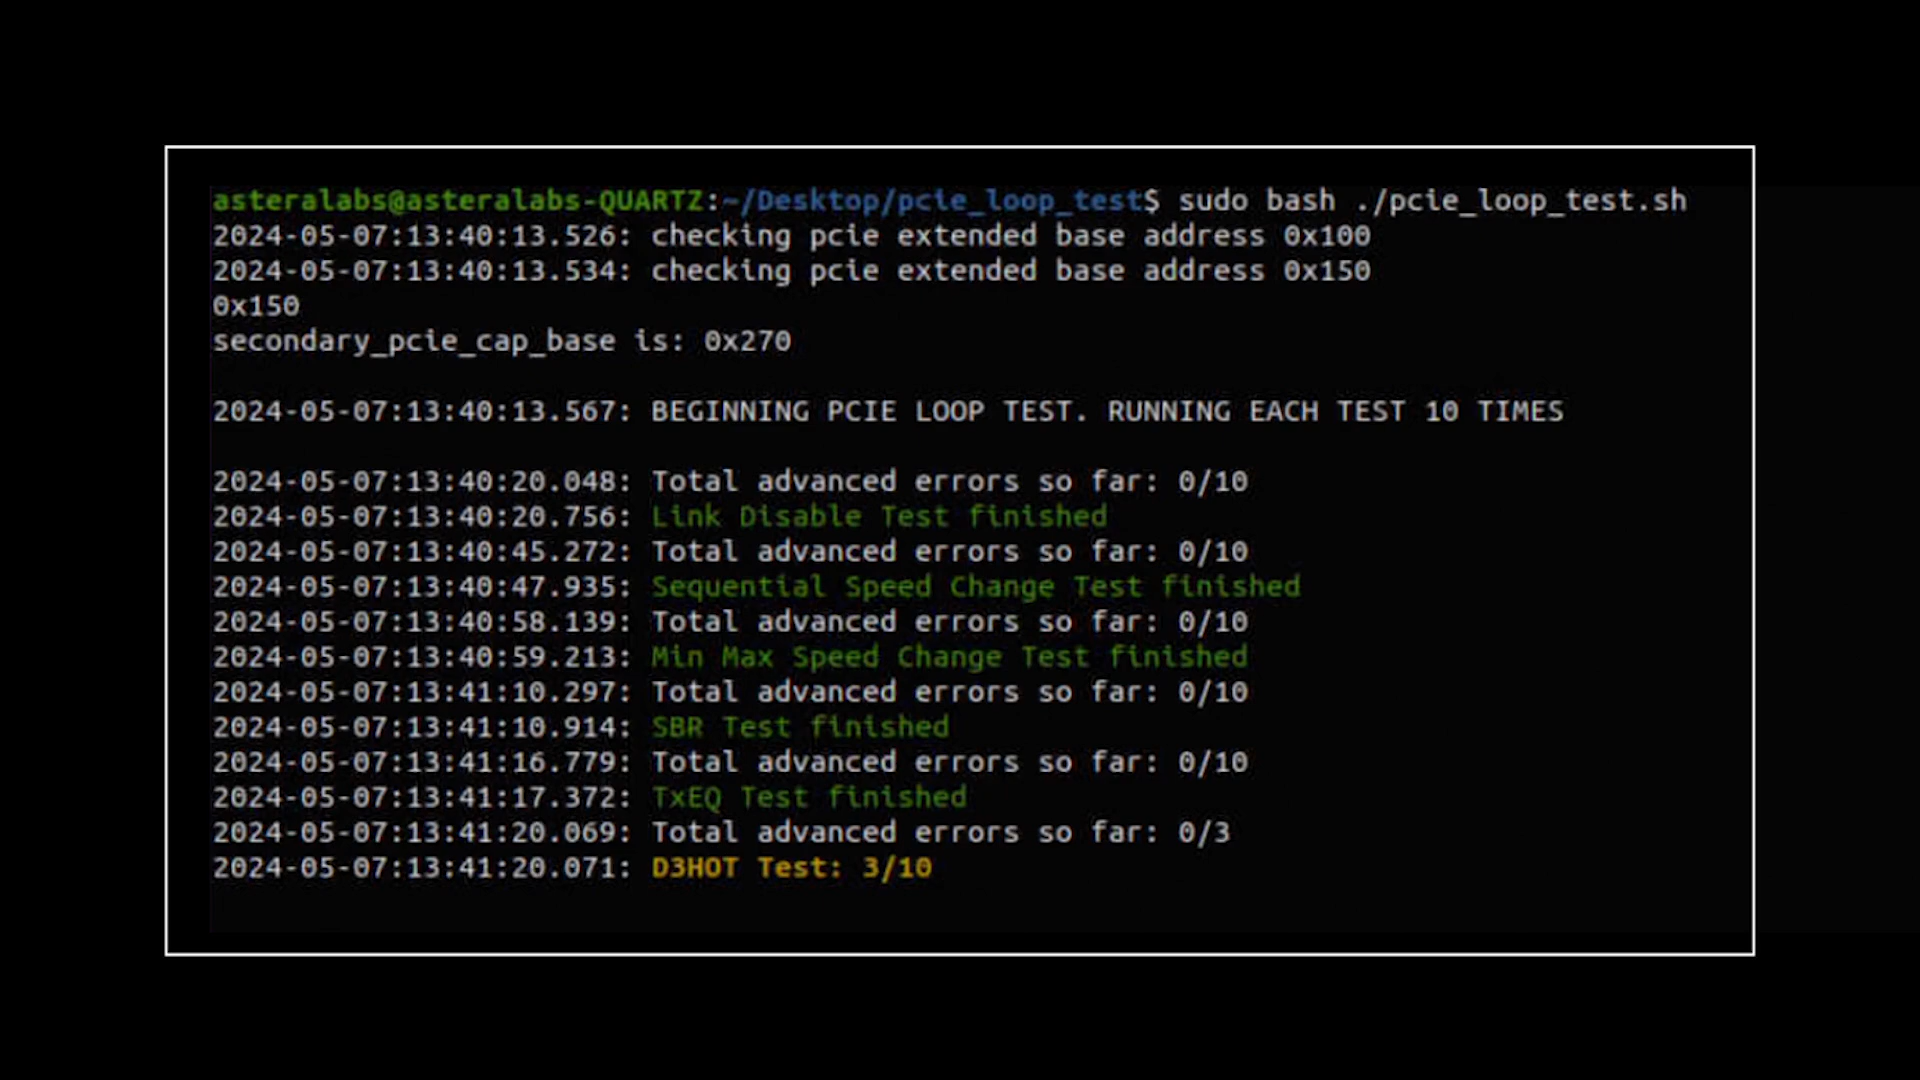 asteralabs@asteralabs-QUARTZ:~/Desktop/pcie_loop_test$ sudo bash ./pcie_loop_test.sh
2024-05-07:13:40:13.526: checking pcie extended base address 0x100
2024-05-07:13:40:13.534: checking pcie extended base address 0x150
0x150
secondary_pcie_cap_base is: 0x270
2024-05-07:13:40:13.567: BEGINNING PCIE LOOP TEST. RUNNING EACH TEST 10 TIMES
2024-05-07:13:40:20.048: Total advanced errors so far: 0/10
2024-05-07:13:40:20.756: Link Disable Test finished
2024-05-07:13:40:45.272: Total advanced errors so far: 0/10
2024-05-07:13:40:47.935: Sequential Speed Change Test finished
2024-05-07:13:40:58.139: Total advanced errors so far: 0/10
2024-05-07:13:40:59.213: Min Max Speed Change Test finished
2024-05-07:13:41:10.297: Total advanced errors so far: 0/10
2024-05-07:13:41:10.914: SBR Test finished
2024-05-07:13:41:16.779: Total advanced errors so far: 0/10
2024-05-07:13:41:17.372: TxEQ Test finished
2024-05-07:13:41:20.069: Total advanced errors so far: 0/3
2024-05-07:13:41:20.071: D3HOT Test: 3/10